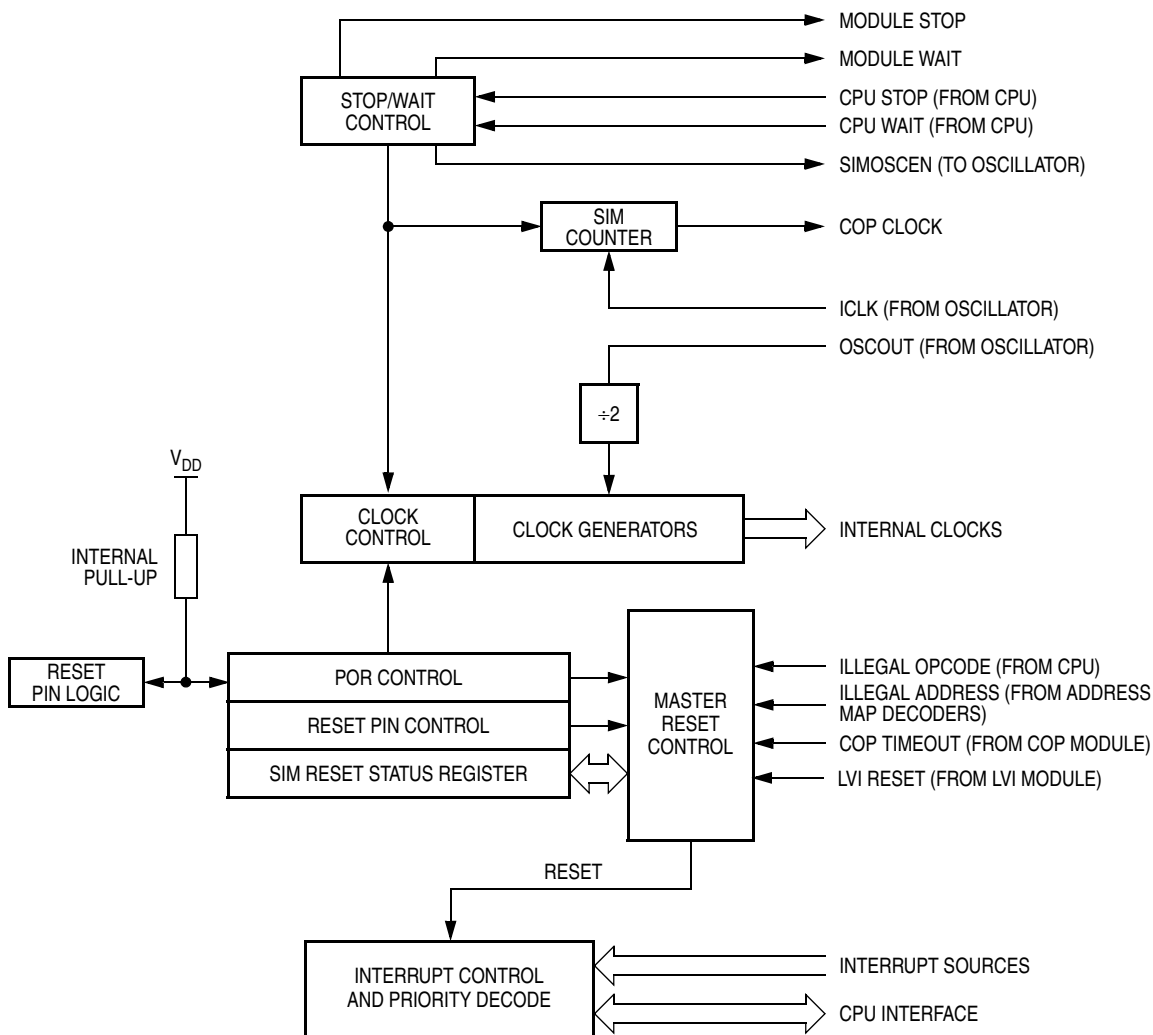 MODULE STOP
MODULE WAIT
STOP/WAIT
CONTROL
CPU STOP (FROM CPU)
CPU WAIT (FROM CPU)
SIMOSCEN (TO OSCILLATOR)
SIM
COUNTER
COP CLOCK
ICLK (FROM OSCILLATOR)
OSCOUT (FROM OSCILLATOR)
÷2
VDD
CLOCK
CONTROL
CLOCK GENERATORS
INTERNAL CLOCKS
INTERNAL
PULL-UP
RESET
PIN LOGIC
POR CONTROL
RESET PIN CONTROL
SIM RESET STATUS REGISTER
MASTER
RESET
CONTROL
ILLEGAL OPCODE (FROM CPU)
ILLEGAL ADDRESS (FROM ADDRESS
MAP DECODERS)
COP TIMEOUT (FROM COP MODULE)
LVI RESET (FROM LVI MODULE)
RESET
INTERRUPT CONTROL
AND PRIORITY DECODE
INTERRUPT SOURCES
CPU INTERFACE